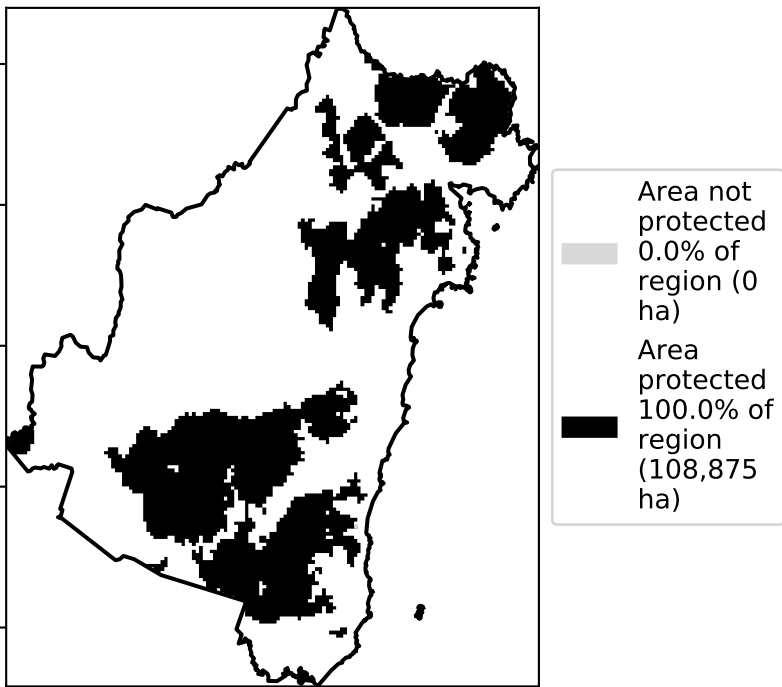 Area not
protected
0.0% of
region (0
ha)
Area
protected
100.0% of
region
(108,875
ha)